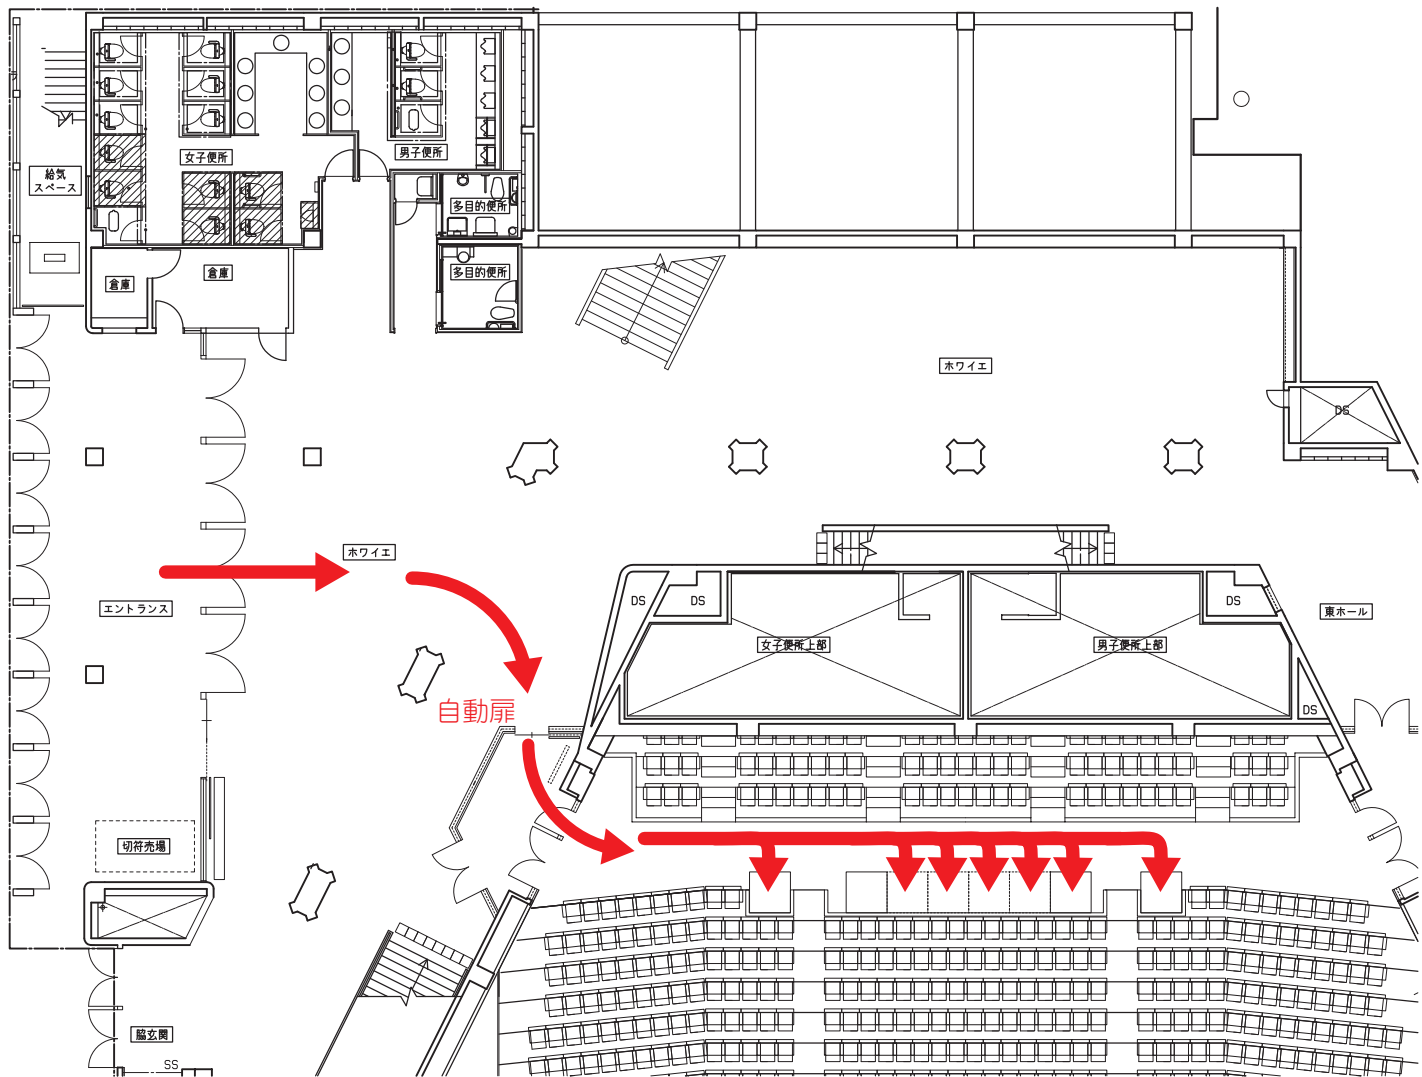 給気
スペース
女子便所
男子便所
多目的便所
多目的便所
倉庫
倉庫
ホワイエ
DS
ホワイエ
エントランス
DS
DS
DS
東ホール
女子便所上部
男子便所上部
DS
自動扉
切符売場
脇玄関
SS